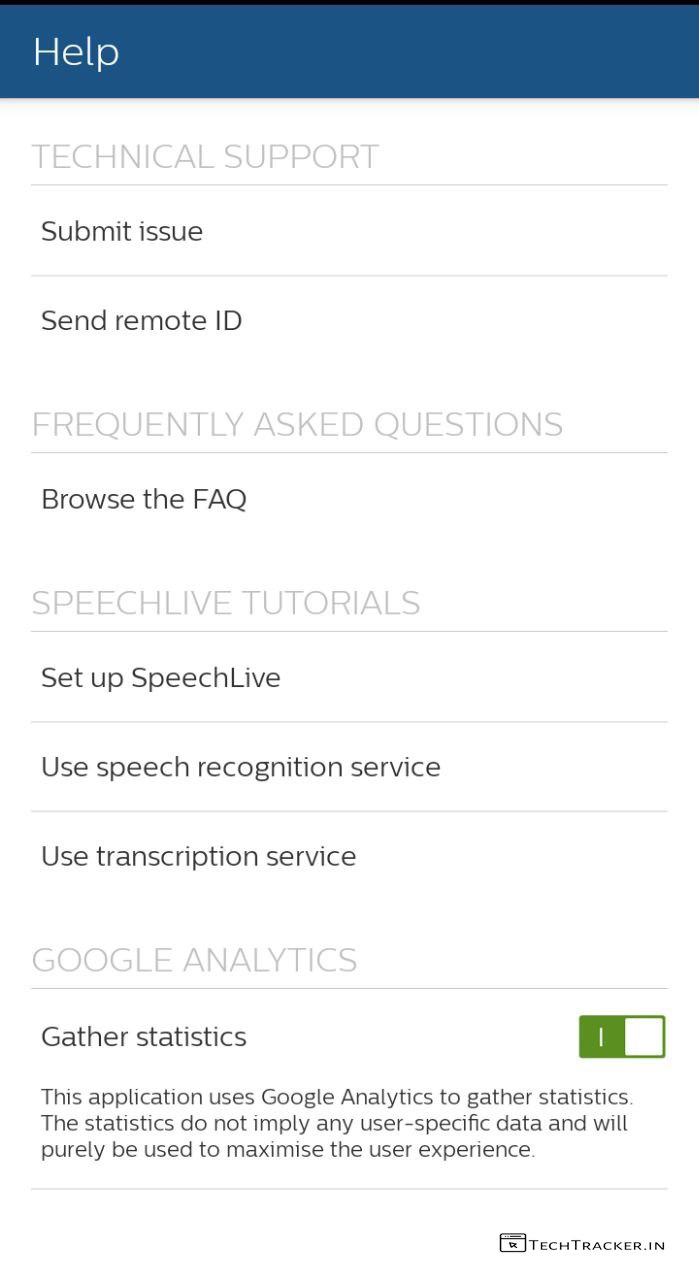 Help
TECHNICAL SUPPORT
Submit issue
Send remote ID
FREQUENTLY ASKED QUESTIONS
Browse the FAQ
SPEECHLIVE TUTORIALS
Set up SpeechLive
Use speech recognition service
Use transcription service
GOOGLE ANALYTICS
Gather statistics
This application uses Google Analytics to gather statistics.
The statistics do not imply any user-specific data and will
purely be used to maximise the user experience.
TECHTRACKER.IN